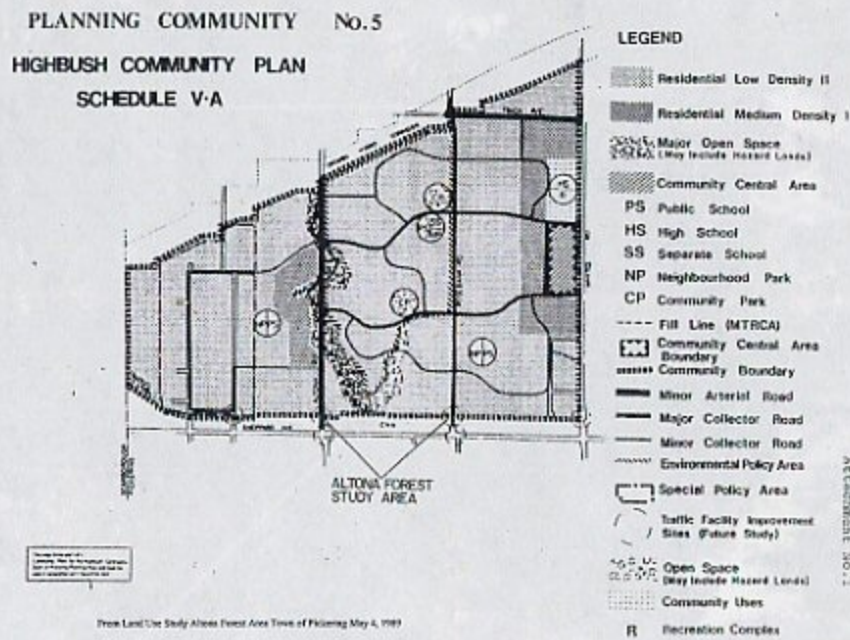 PLANNING COMMUNITY No. 5
HIGHBUSH COMMUNITY PLAN
SCHEDULE V-A
LEGEND
Residential Low Density II
Residential Medium Density I
Major Open Space
(May Include Hazard Lands)
Community Central Area
PS Public School
HS High School
SS Separate School
NP Neighbourhood Park
CP Community Park
Fill Line (MTRCA)
Community Central Area
Boundary
Community Boundary
Minor Arterial Road
Major Collector Road
Minor Collector Road
Environmental Policy Area
Special Policy Area
Traffic Facility Improvement
Sites (Future Study)
Open Space
(May Include Hazard Lands)
Community Uses
R Recreation Complex
SHEPPARD AVE
ALTONA FOREST
STUDY AREA
ATTACHMENT NO.
From Land Use Study Altona Forest Area Town of Pickering May 4, 1989